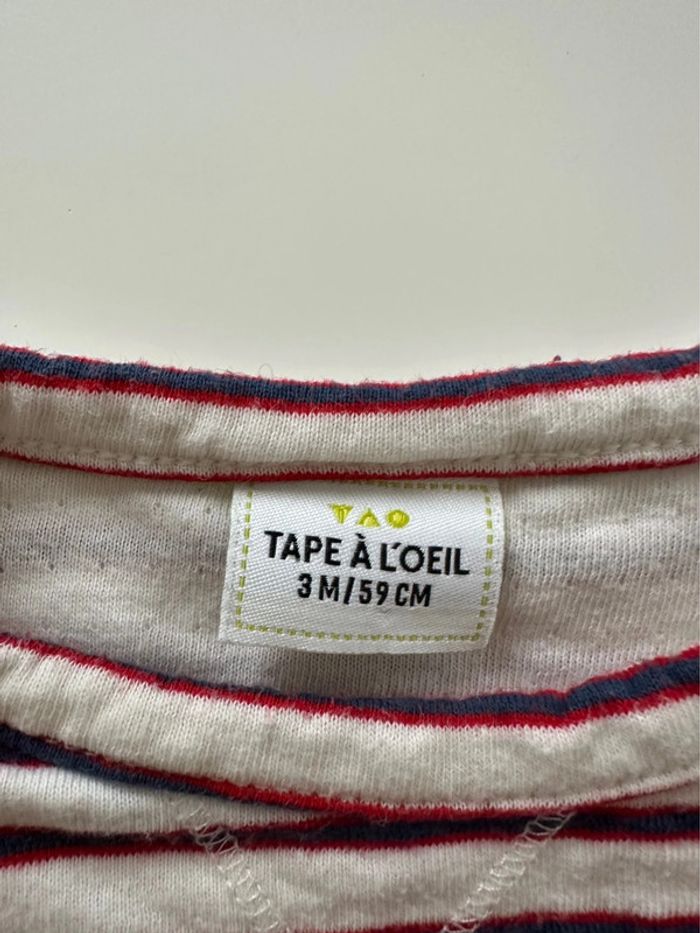 TAO
TAPE À L'OEIL
3 M/59 CM